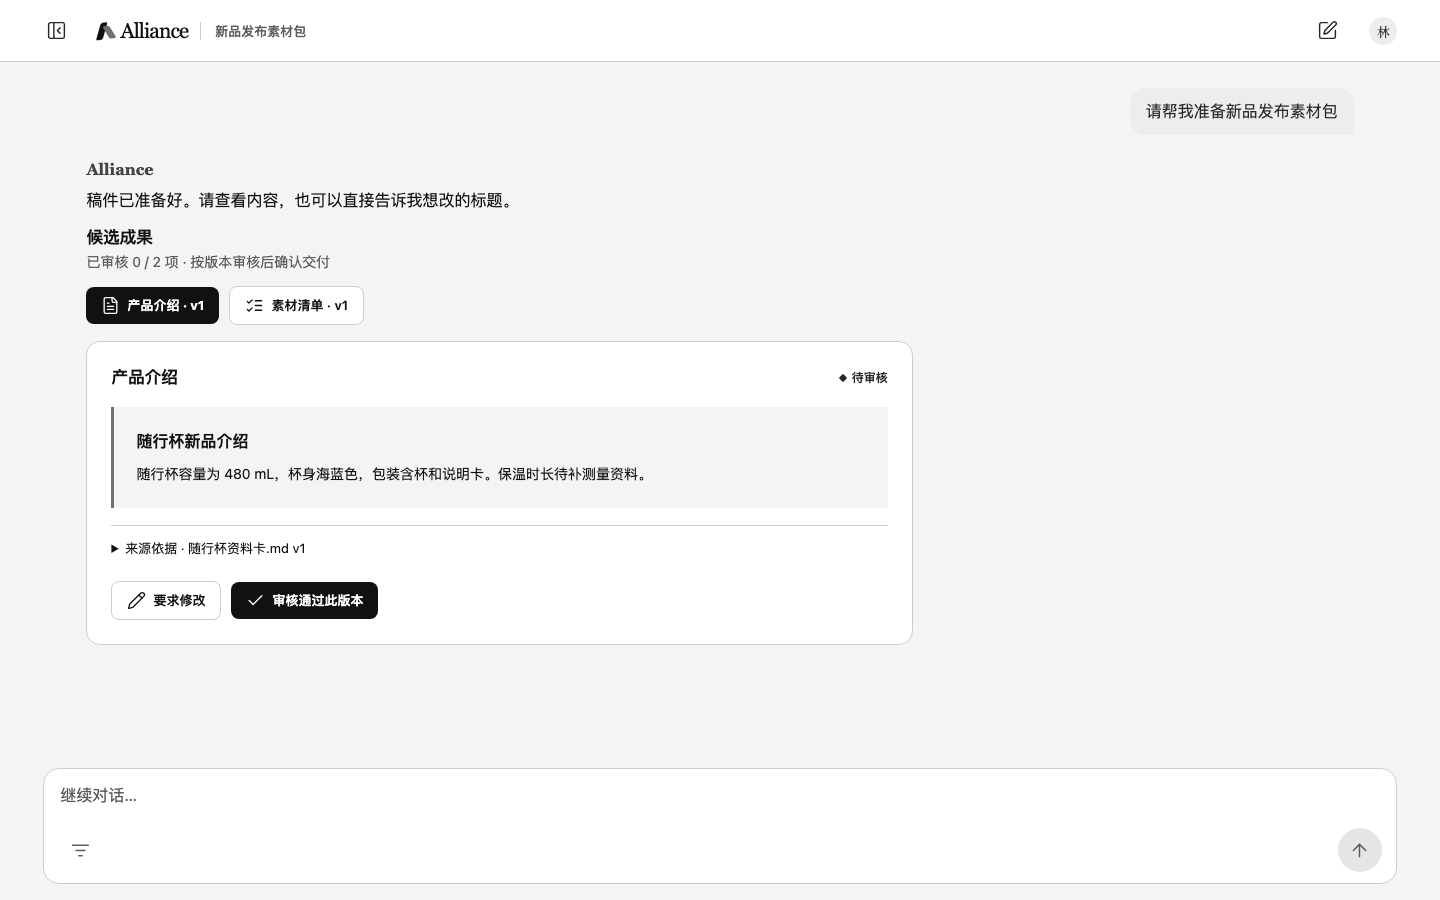 Alliance
新品发布素材包
林
请帮我准备新品发布素材包
Alliance
稿件已准备好。请查看内容，也可以直接告诉我想改的标题。
候选成果
已审核 0 / 2 项 · 按版本审核后确认交付
产品介绍 · v1
素材清单 · v1
产品介绍
◆ 待审核
随行杯新品介绍
随行杯容量为 480 mL，杯身海蓝色，包装含杯和说明卡。保温时长待补测量资料。
▶ 来源依据 · 随行杯资料卡.md v1
要求修改
审核通过此版本
继续对话...